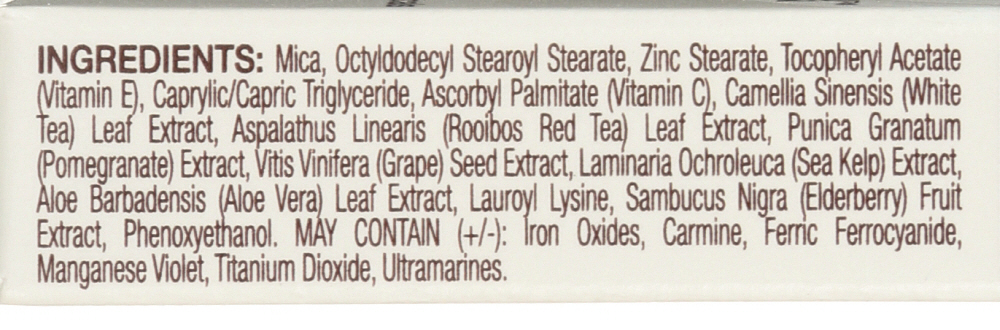 INGREDIENTS: Mica, Octyldodecyl Stearoyl Stearate, Zinc Stearate, Tocopheryl Acetate
(Vitamin E), Caprylic/Capric Triglyceride, Ascorbyl Palmitate (Vitamin C), Camellia Sinensis (White
Tea) Leaf Extract, Aspalathus Linearis (Rooibos Red Tea) Leaf Extract, Punica Granatum
(Pomegranate) Extract, Vitis Vinifera (Grape) Seed Extract, Laminaria Ochroleuca (Sea Kelp) Extract,
Aloe Barbadensis (Aloe Vera) Leaf Extract, Lauroyl Lysine, Sambucus Nigra (Elderberry) Fruit
Extract, Phenoxyethanol. MAY CONTAIN (+/-): Iron Oxides, Carmine, Ferric Ferrocyanide,
Manganese Violet, Titanium Dioxide, Ultramarines.